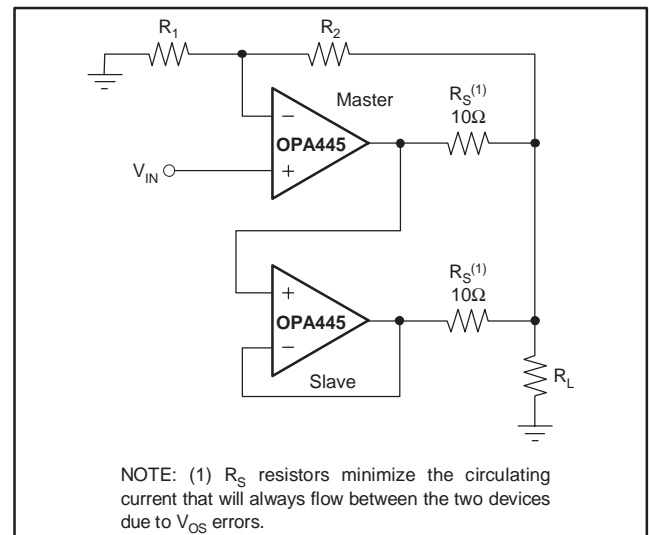 R1
R2
Master
RS(1)
10Ω
−
OPA445
+
VIN
RS(1)
10Ω
+
OPA445
−
Slave
RL
NOTE: (1) RS resistors minimize the circulating
current that will always flow between the two devices
due to VOS errors.